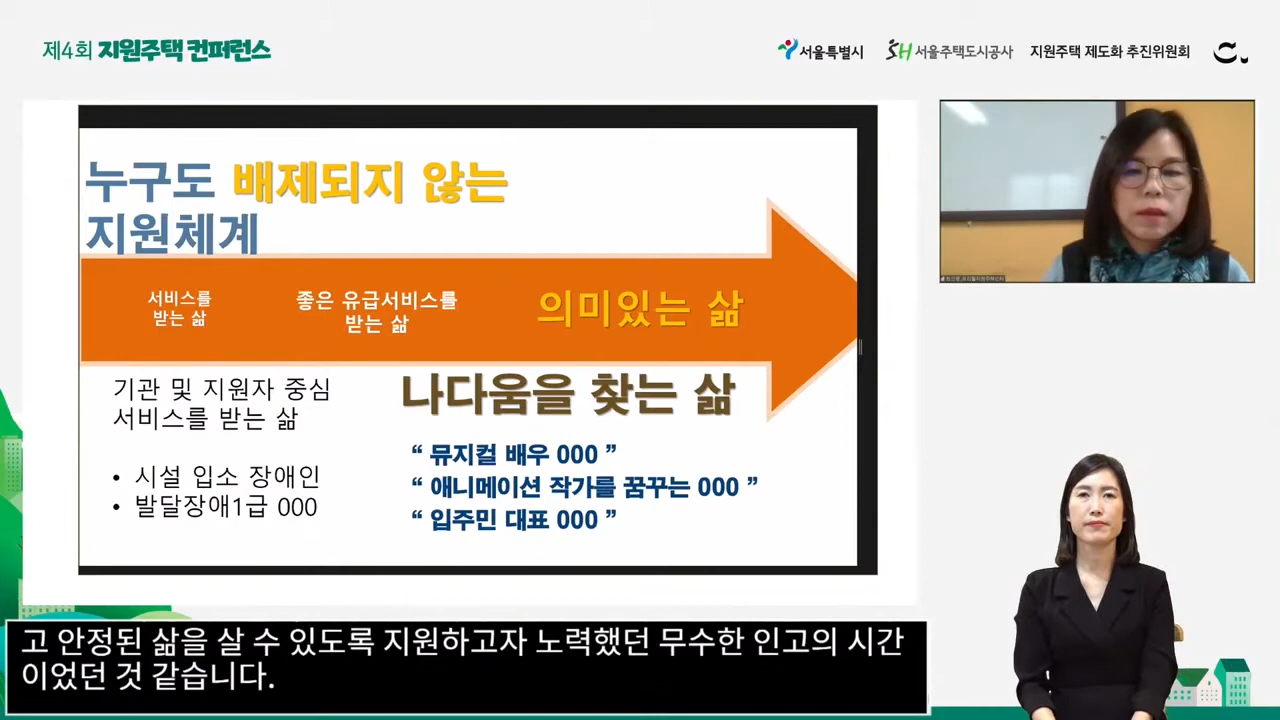 제4회 지원주택 컨퍼런스
서울특별시
SH 서울주택도시공사
지원주택 제도화 추진위원회
누구도 배제되지 않는
지원체계
서비스를
받는 삶
좋은 유급서비스를
받는 삶
의미있는 삶
기관 및 지원자 중심
서비스를 받는 삶
• 시설 입소 장애인
• 발달장애1급 000
나다움을 찾는 삶
“ 뮤지컬 배우 000 ”
“ 애니메이션 작가를 꿈꾸는 000 ”
“ 입주민 대표 000 ”
고 안정된 삶을 살 수 있도록 지원하고자 노력했던 무수한 인고의 시간
이었던 것 같습니다.